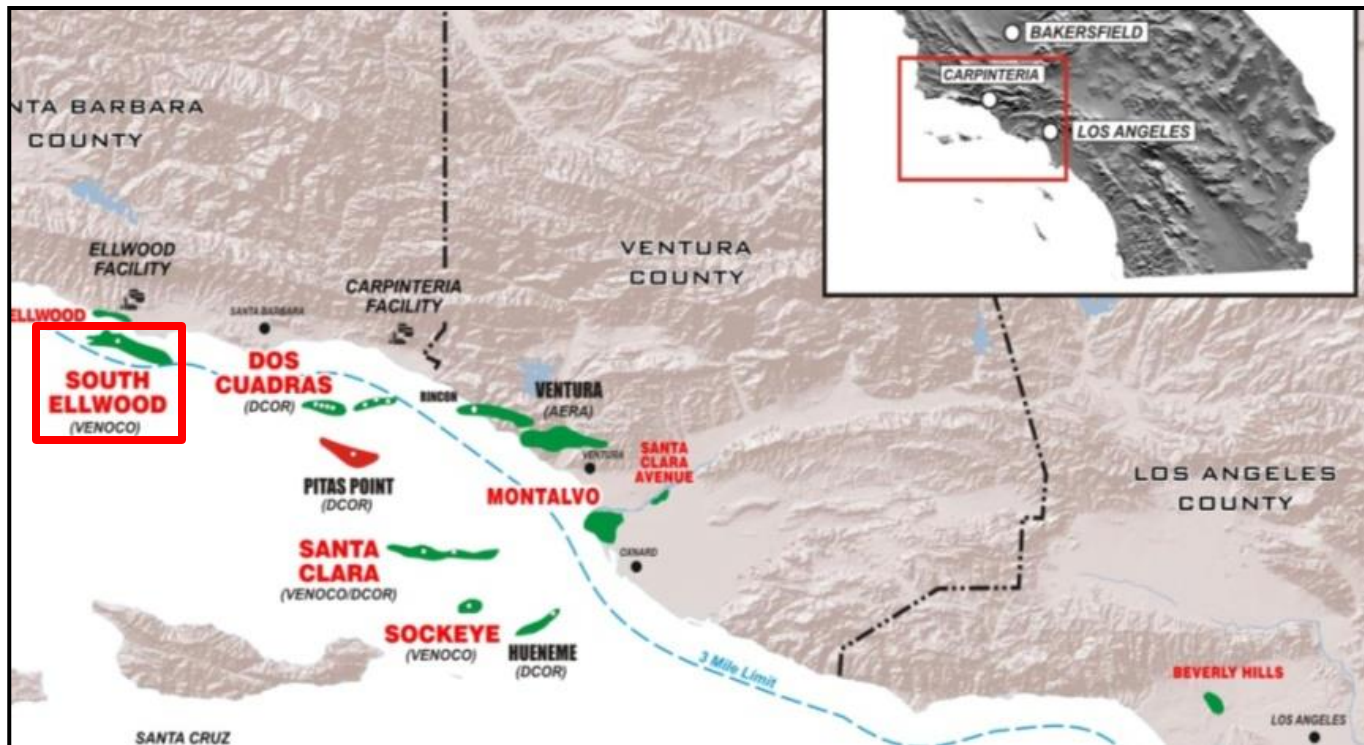 NTA BARBARA
COUNTY
BAKERSFIELD
CARPINTERIA
LOS ANGELES
ELLWOOD
FACILITY
VENTURA
COUNTY
CARPINTERIA
FACILITY
ELLWOOD
SANTA BARBARA
SOUTH
ELLWOOD
(VENOCO)
DOS
CUADRAS
(DCOR)
RINCON
VENTURA
(AERA)
VENTURA
SANTA
CLARA
AVENUE
LOS ANGELES
COUNTY
PITAS POINT
(DCOR)
MONTALVO
OXNARD
SANTA
CLARA
(VENOCO/DCOR)
SOCKEYE
(VENOCO)
HUENEME
(DCOR)
3 Mile Limit
BEVERLY HILLS
LOS ANGELES
SANTA CRUZ